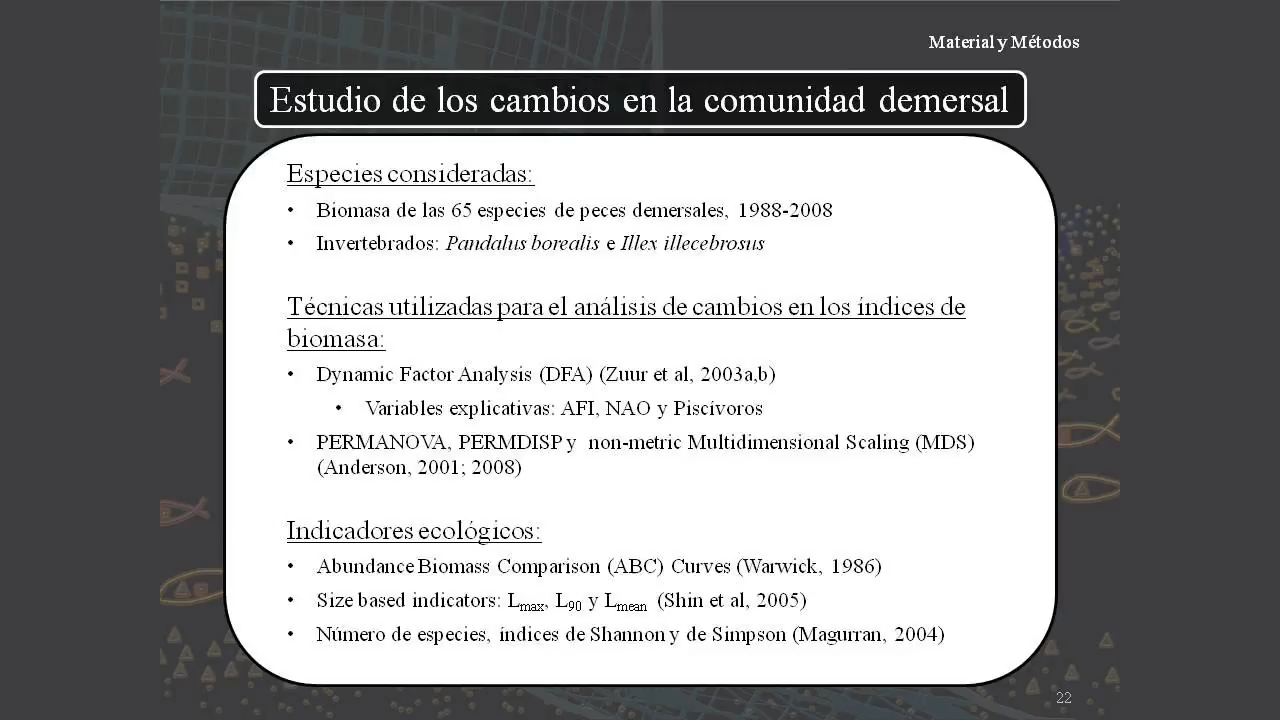 Material y Métodos
Estudio de los cambios en la comunidad demersal
Especies consideradas:
• Biomasa de las 65 especies de peces demersales, 1988-2008
• Invertebrados: Pandalus borealis e Illex illecebrosus
Técnicas utilizadas para el análisis de cambios en los índices de
biomasa:
• Dynamic Factor Analysis (DFA) (Zuur et al, 2003a,b)
• Variables explicativas: AFI, NAO y Piscívoros
• PERMANOVA, PERMDISP y non-metric Multidimensional Scaling (MDS)
(Anderson, 2001; 2008)
Indicadores ecológicos:
• Abundance Biomass Comparison (ABC) Curves (Warwick, 1986)
• Size based indicators: Lmax, L90 y Lmean (Shin et al, 2005)
• Número de especies, índices de Shannon y de Simpson (Magurran, 2004)
22